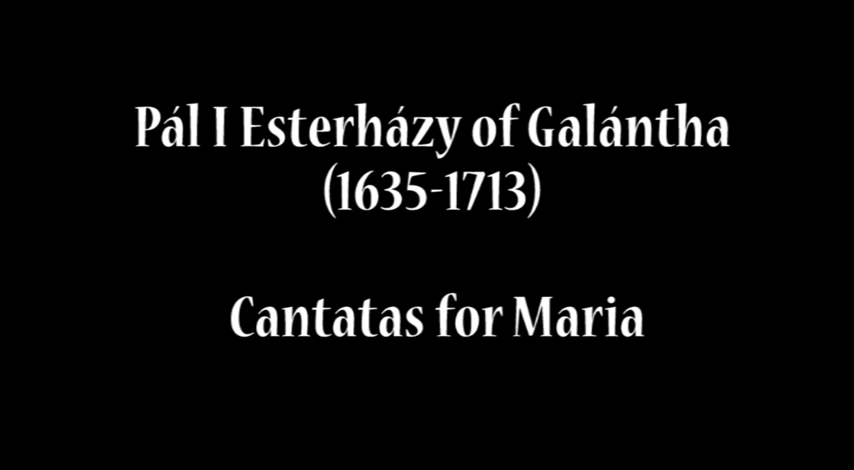 Pál I Esterházy of Galántha
(1635-1713)
Cantatas for Maria